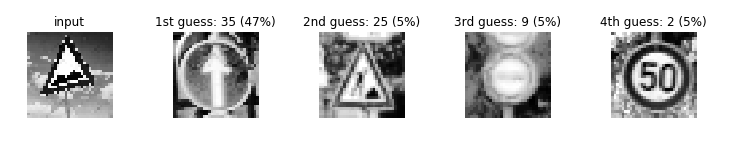 input
1st guess: 35 (47%)
2nd guess: 25 (5%)
3rd guess: 9 (5%)
4th guess: 2 (5%)
50